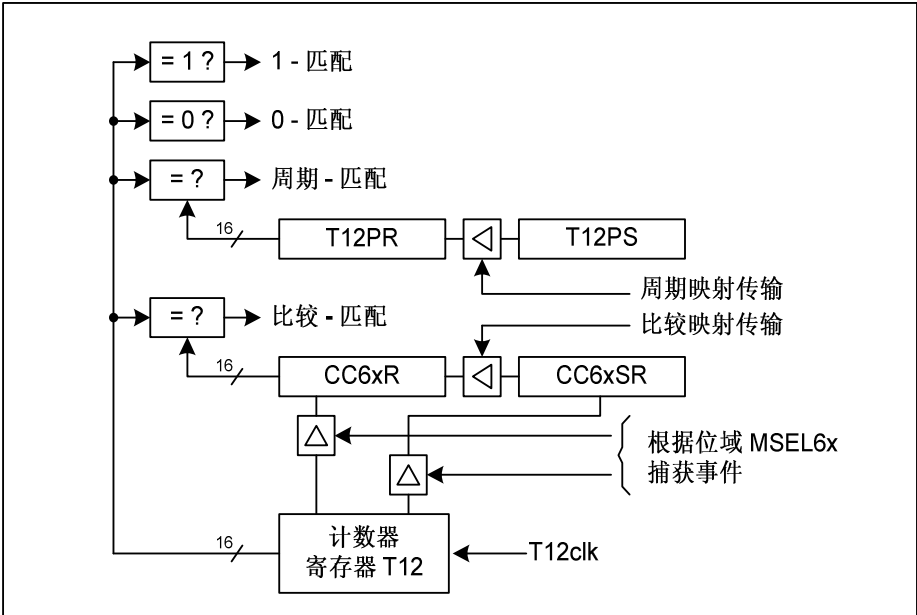 = 1 ?
1 - 匹配
= 0 ?
0 - 匹配
= ?
周期 - 匹配
16
T12PR
T12PS
周期映射传输
= ?
比较 - 匹配
比较映射传输
16
CC6xR
CC6xSR
根据位域 MSEL6x
捕获事件
16
计数器
寄存器 T12
T12clk